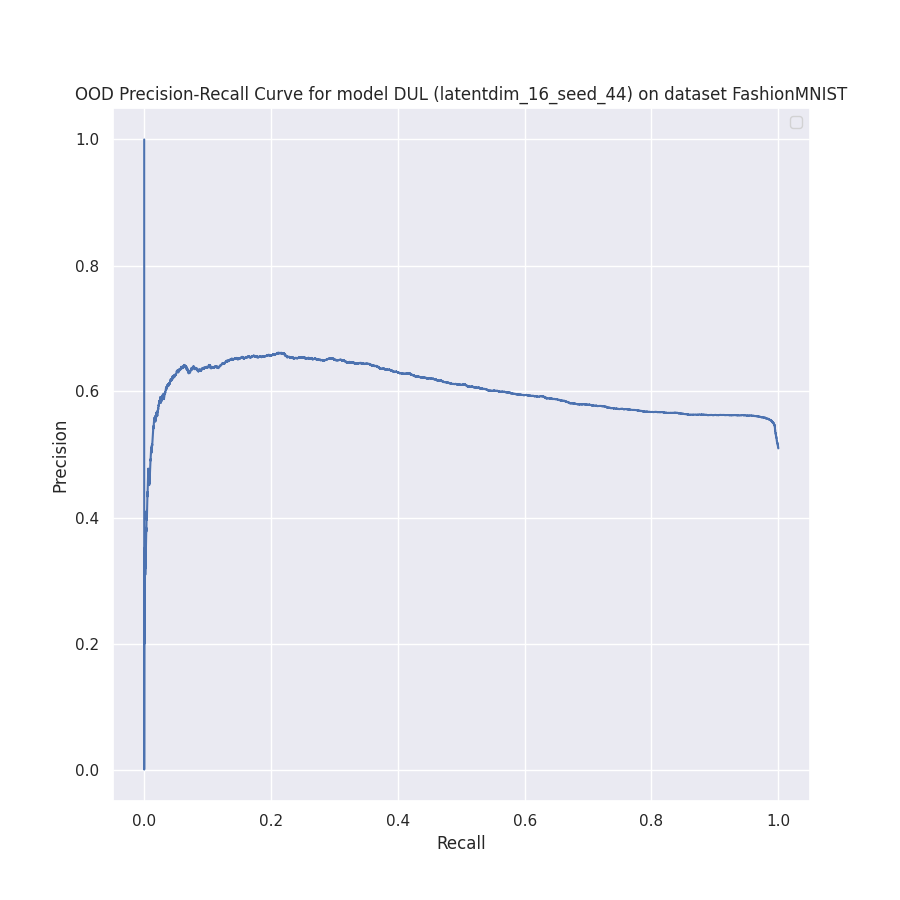 OOD Precision-Recall Curve for model DUL (latentdim_16_seed_44) on dataset FashionMNIST
1.0
0.8
0.6
0.4
0.2
0.0
Precision
0.0 0.2 0.4 0.6 0.8 1.0
Recall